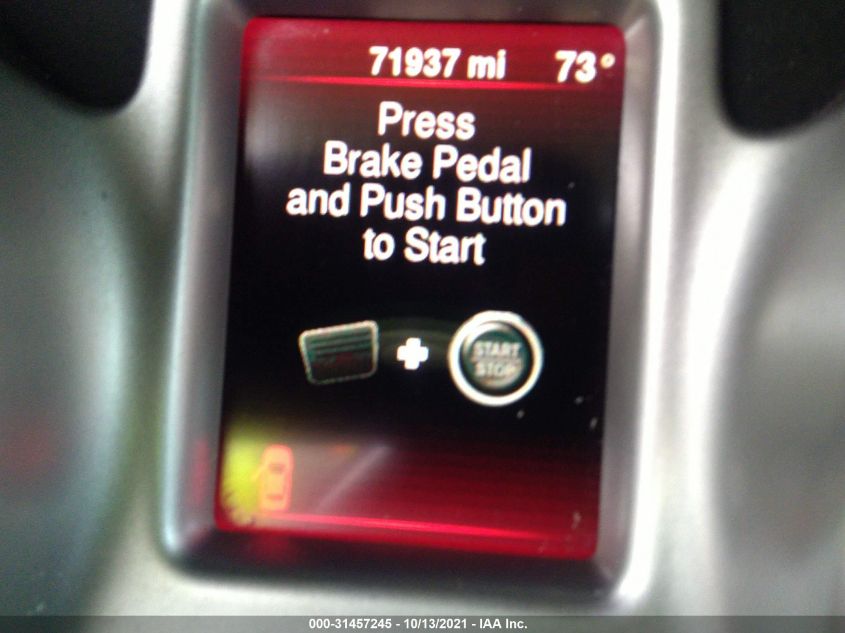 71937 mi 73°
Press
Brake Pedal
and Push Button
to Start
START
STOP
000-31457245 - 10/13/2021 - IAA Inc.